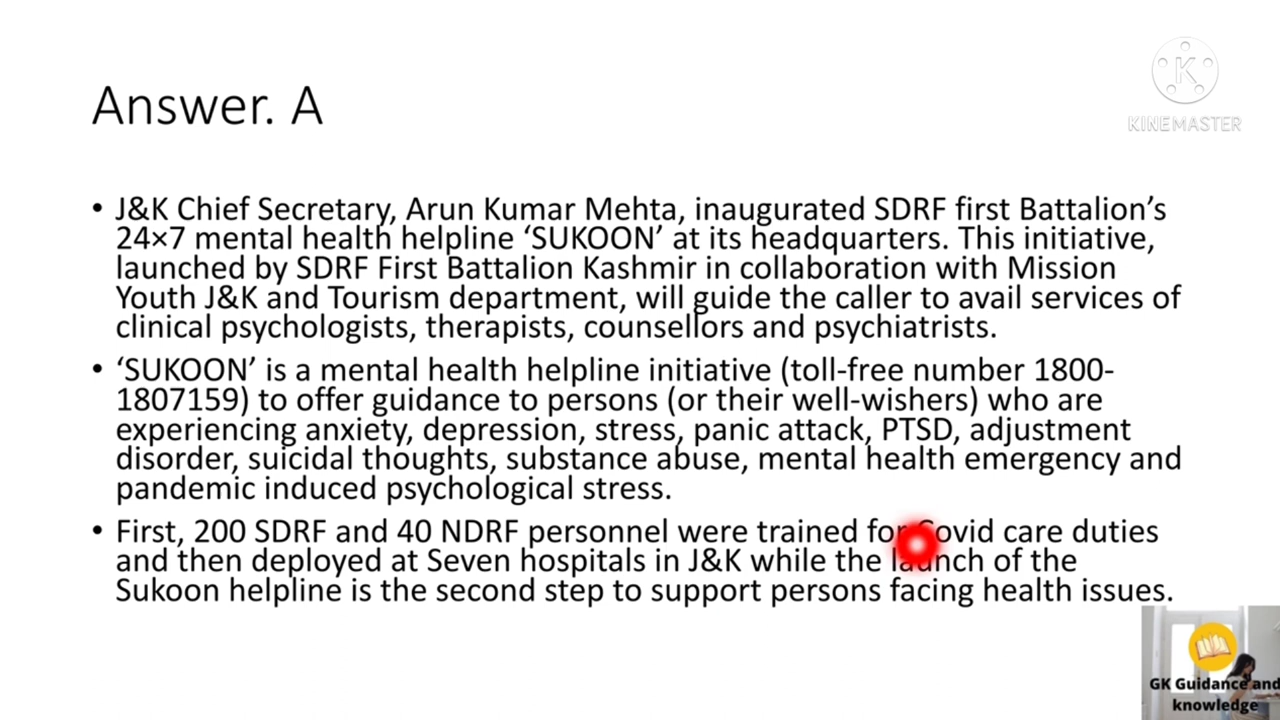 KINEMASTER
Answer. A
• J&K Chief Secretary, Arun Kumar Mehta, inaugurated SDRF first Battalion’s
24×7 mental health helpline ‘SUKOON’ at its headquarters. This initiative,
launched by SDRF First Battalion Kashmir in collaboration with Mission
Youth J&K and Tourism department, will guide the caller to avail services of
clinical psychologists, therapists, counsellors and psychiatrists.
• ‘SUKOON’ is a mental health helpline initiative (toll-free number 1800-
1807159) to offer guidance to persons (or their well-wishers) who are
experiencing anxiety, depression, stress, panic attack, PTSD, adjustment
disorder, suicidal thoughts, substance abuse, mental health emergency and
pandemic induced psychological stress.
• First, 200 SDRF and 40 NDRF personnel were trained for Covid care duties
and then deployed at Seven hospitals in J&K while the launch of the
Sukoon helpline is the second step to support persons facing health issues.
GK Guidance and
knowledge